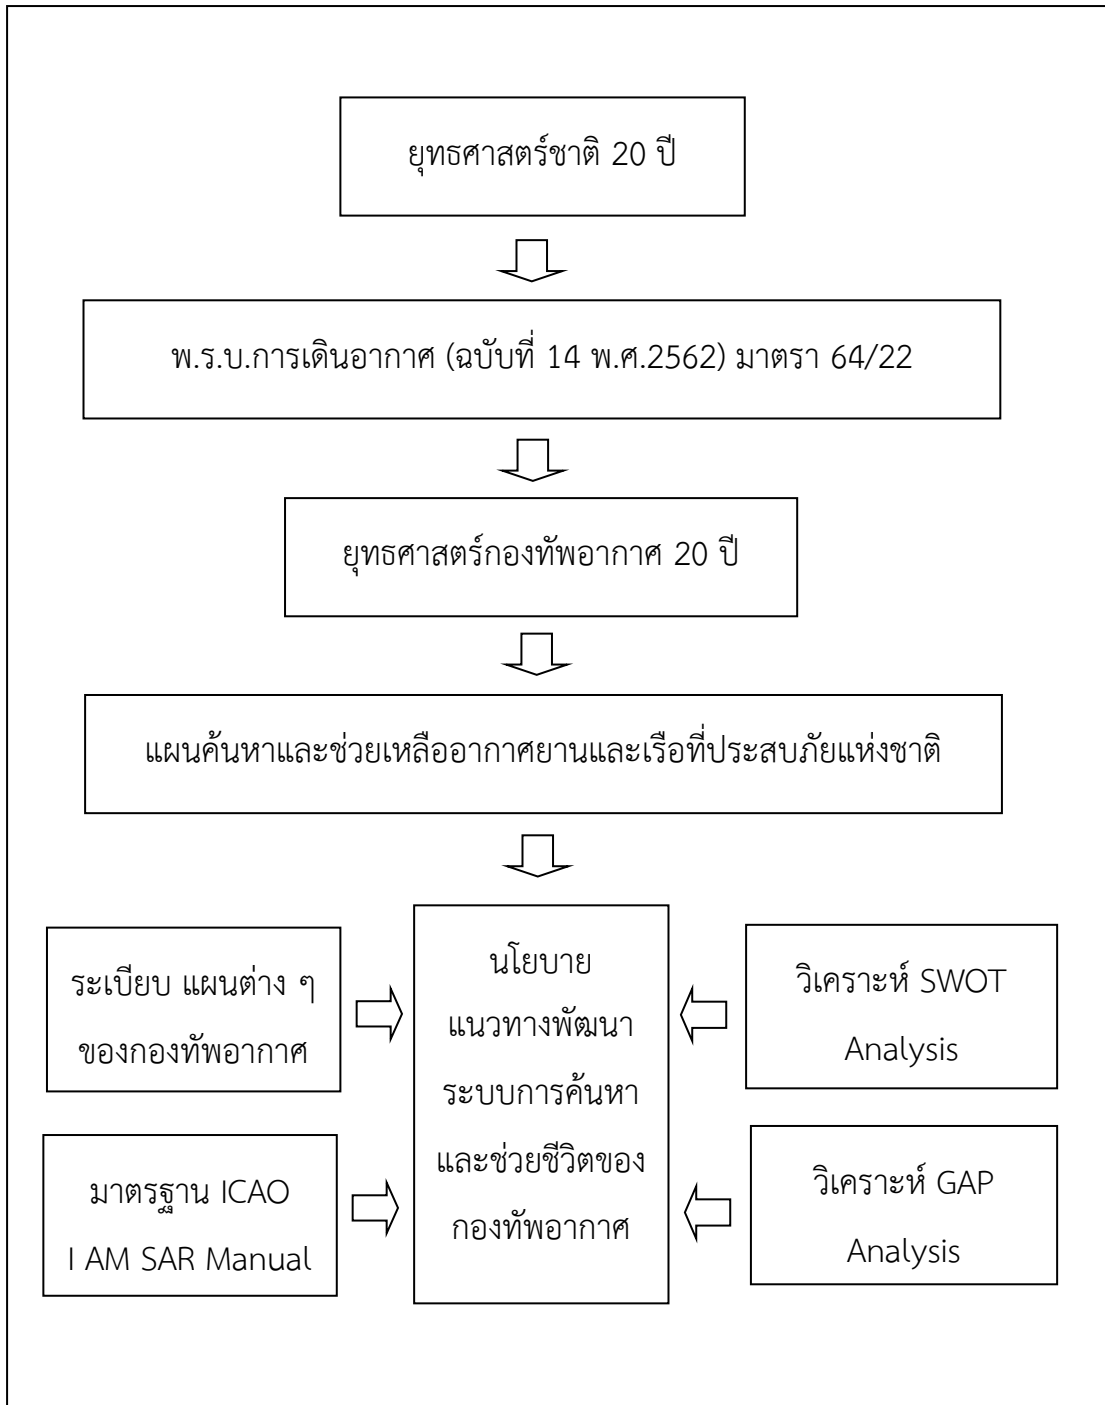 ยุทธศาสตร์ชาติ 20 ปี
พ.ร.บ.การเดินอากาศ (ฉบับที่ 14 พ.ศ.2562) มาตรา 64/22
ยุทธศาสตร์กองทัพอากาศ 20 ปี
แผนค้นหาและช่วยเหลืออากาศยานและเรือที่ประสบภัยแห่งชาติ
ระเบียบ แผนต่าง ๆ
ของกองทัพอากาศ
มาตรฐาน ICAO
I AM SAR Manual
นโยบาย
แนวทางพัฒนา
ระบบการค้นหา
และช่วยชีวิตของ
กองทัพอากาศ
วิเคราะห์ SWOT
Analysis
วิเคราะห์ GAP
Analysis